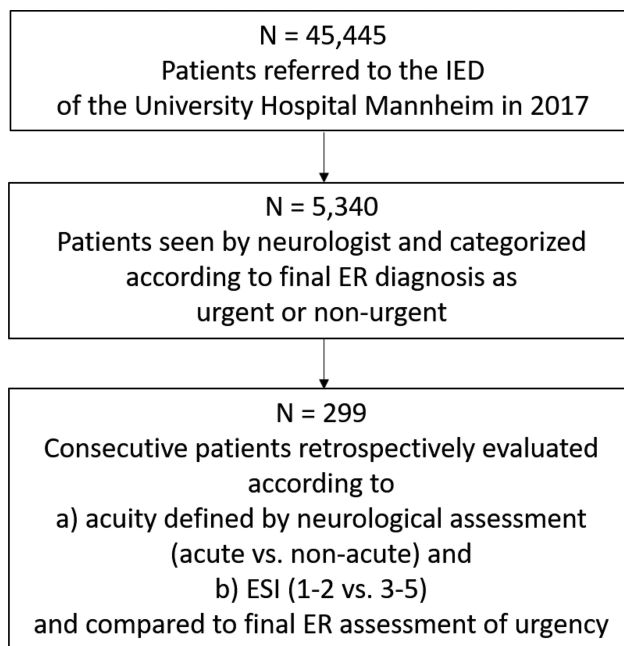 N = 45,445
Patients referred to the IED
of the University Hospital Mannheim in 2017
N = 5,340
Patients seen by neurologist and categorized
according to final ER diagnosis as
urgent or non-urgent
N = 299
Consecutive patients retrospectively evaluated
according to
a) acuity defined by neurological assessment
(acute vs. non-acute) and
b) ESI (1-2 vs. 3-5)
and compared to final ER assessment of urgency